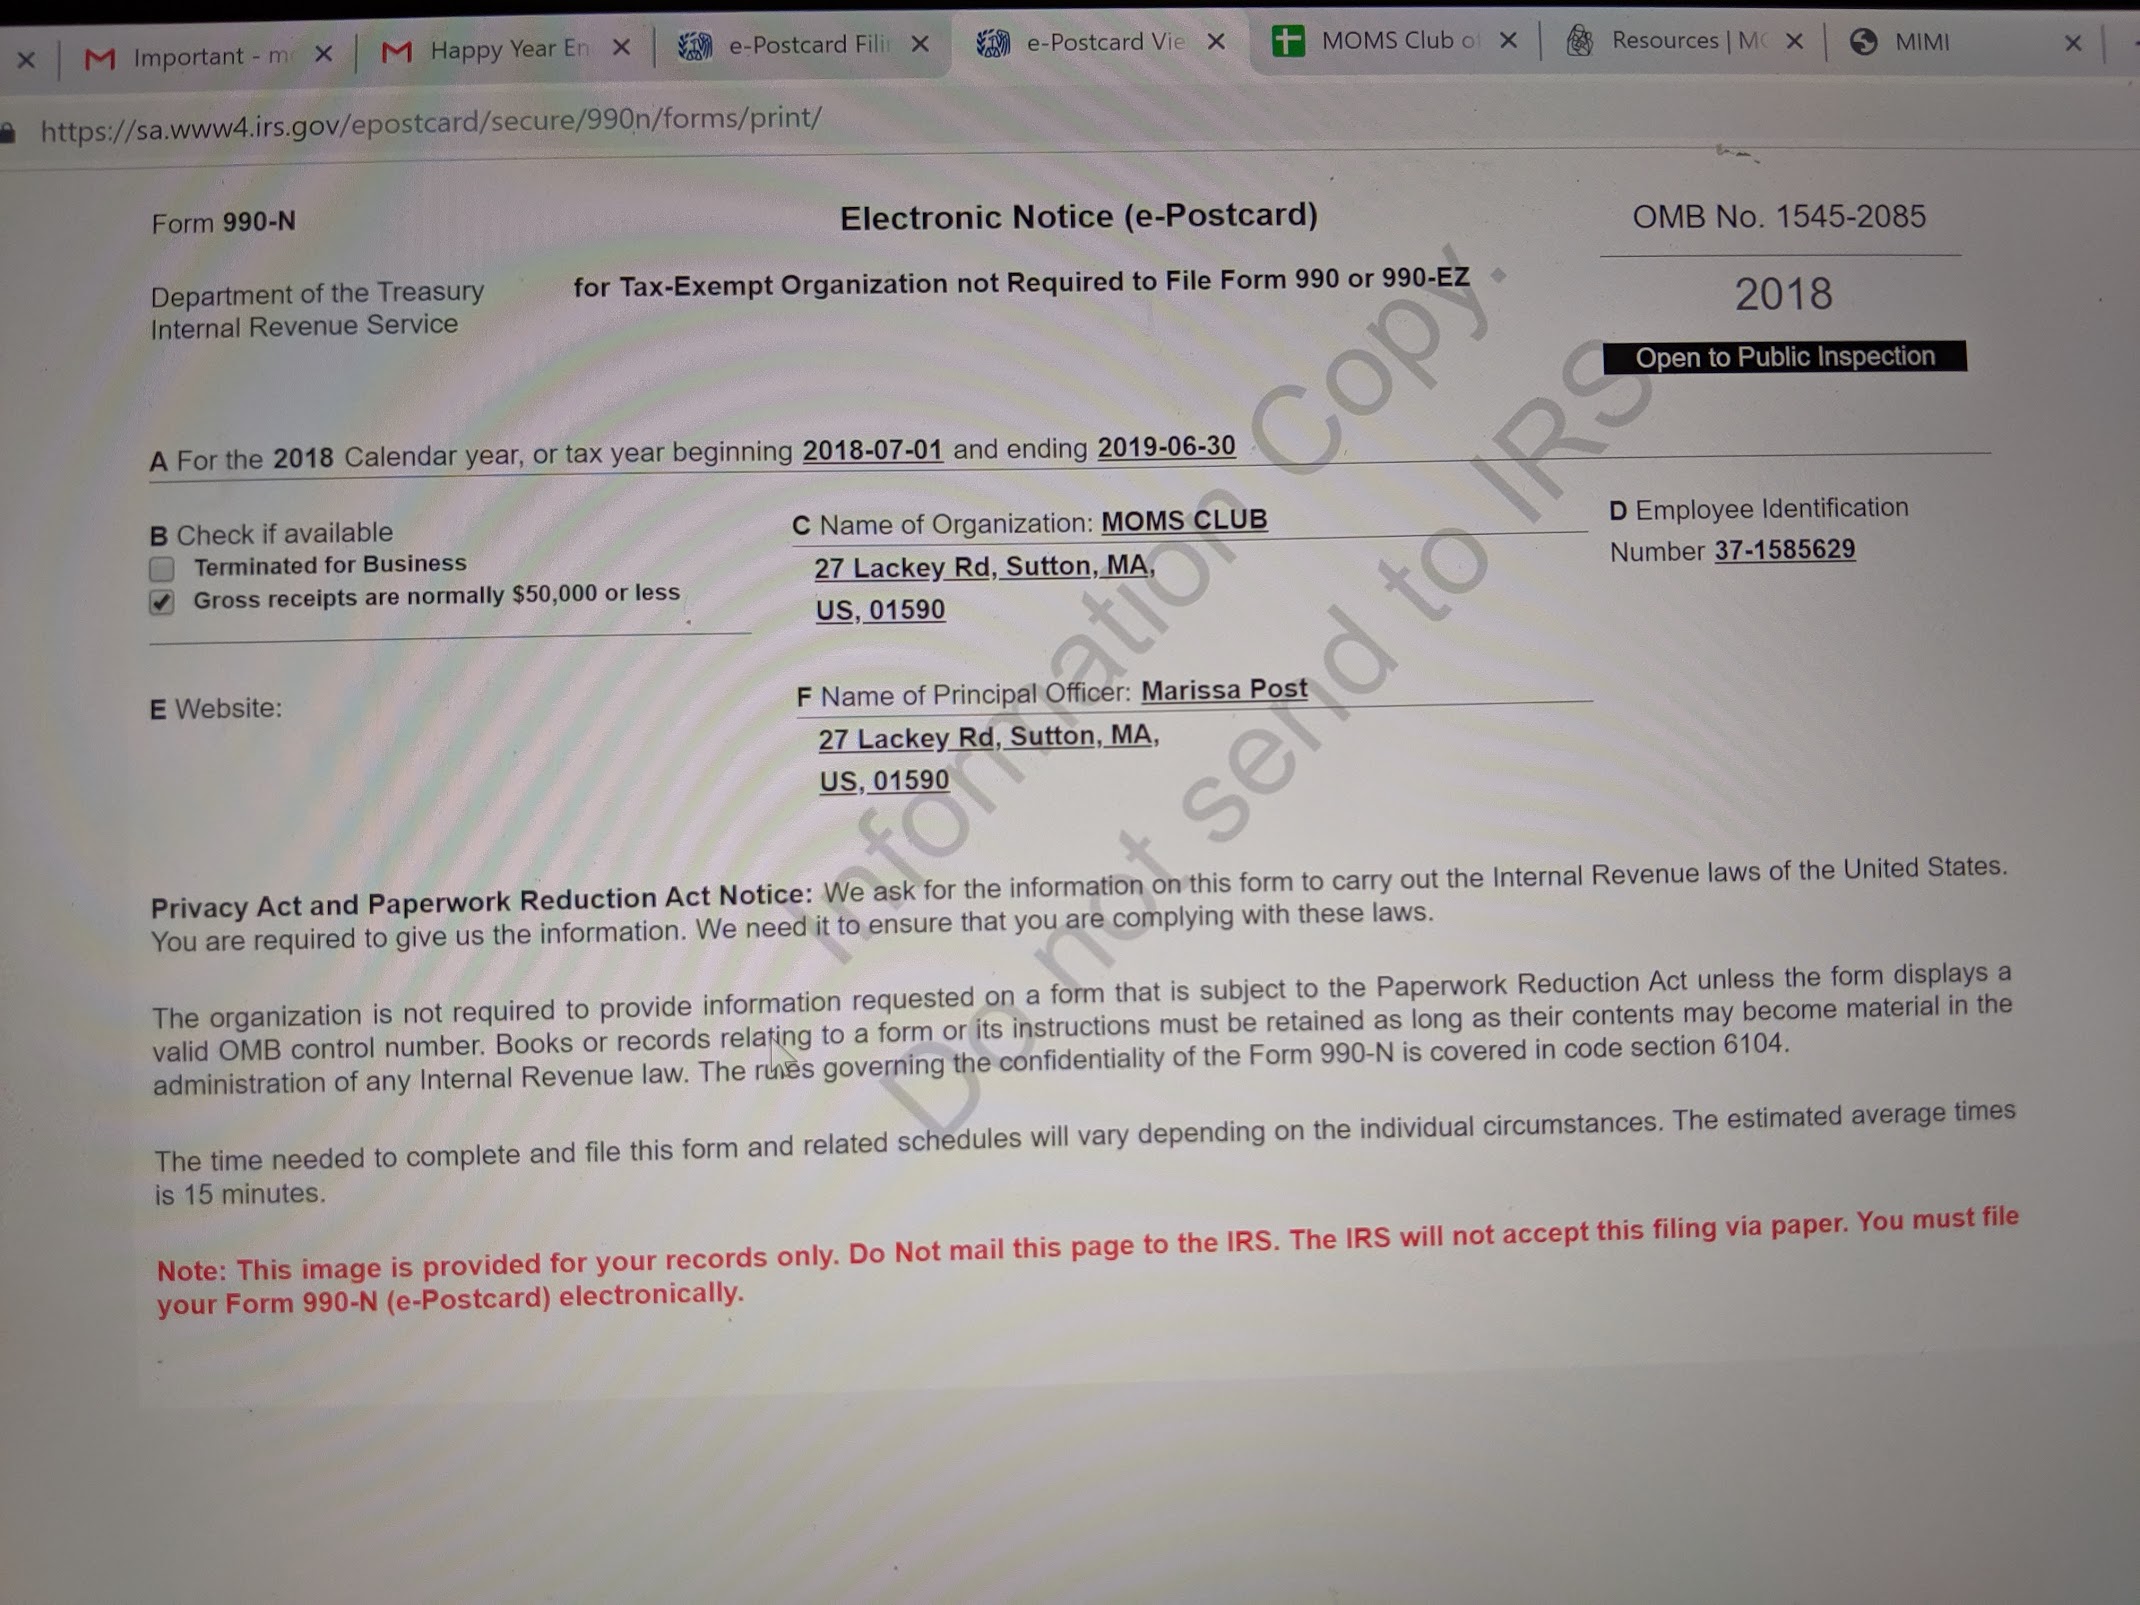 Important - m
Happy Year En
e-Postcard Fili
e-Postcard Vie
MOMS Club o
Resources | MO
MIMI
https://sa.www4.irs.gov/epostcard/secure/990n/forms/print/
Form 990-N
Electronic Notice (e-Postcard)
OMB No. 1545-2085
Department of the Treasury
Internal Revenue Service
for Tax-Exempt Organization not Required to File Form 990 or 990-EZ
2018
Open to Public Inspection
A For the 2018 Calendar year, or tax year beginning 2018-07-01 and ending 2019-06-30
B Check if available
Terminated for Business
Gross receipts are normally $50,000 or less
C Name of Organization: MOMS CLUB
27 Lackey Rd, Sutton, MA,
US, 01590
D Employee Identification
Number 37-1585629
E Website:
F Name of Principal Officer: Marissa Post
27 Lackey Rd, Sutton, MA,
US, 01590
Information Copy.
Do not send to IRS
Privacy Act and Paperwork Reduction Act Notice: We ask for the information on this form to carry out the Internal Revenue laws of the United States.
You are required to give us the information. We need it to ensure that you are complying with these laws.
The organization is not required to provide information requested on a form that is subject to the Paperwork Reduction Act unless the form displays a
valid OMB control number. Books or records relating to a form or its instructions must be retained as long as their contents may become material in the
administration of any Internal Revenue law. The rules governing the confidentiality of the Form 990-N is covered in code section 6104.
The time needed to complete and file this form and related schedules will vary depending on the individual circumstances. The estimated average times
is 15 minutes.
Note: This image is provided for your records only. Do Not mail this page to the IRS. The IRS will not accept this filing via paper. You must file
your Form 990-N (e-Postcard) electronically.